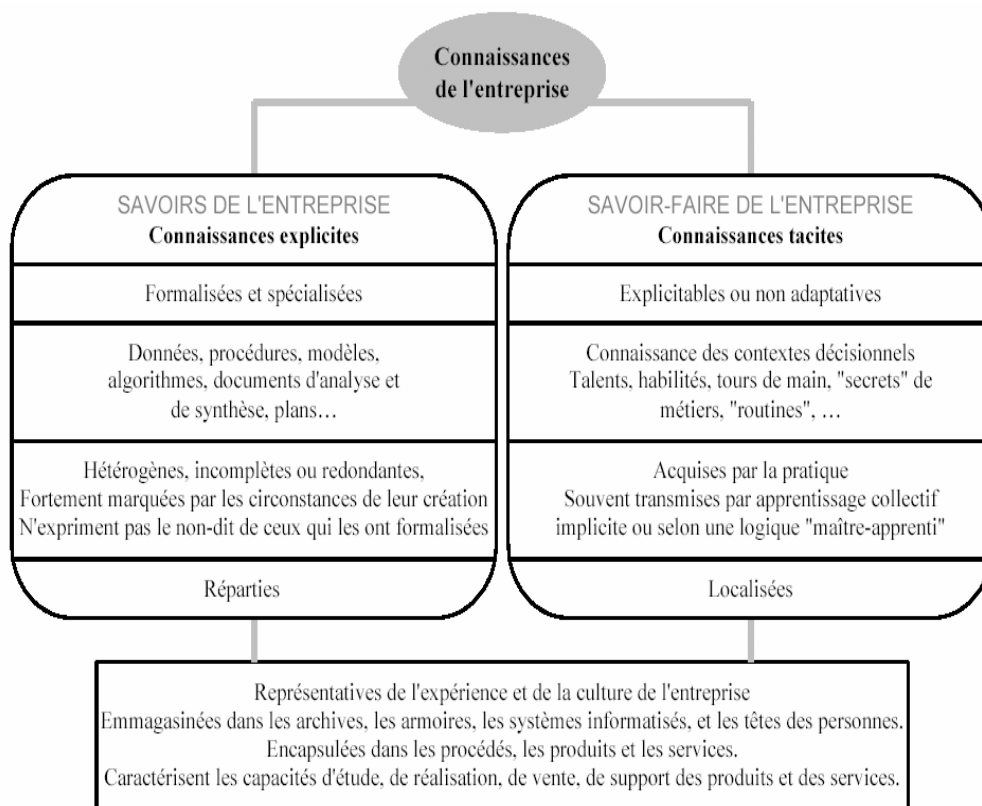 Connaissances
de l'entreprise
SAVOIRS DE L'ENTREPRISE
Connaissances explicites
Formalisées et spécialisées
Données, procédures, modèles,
algorithmes, documents d'analyse et
de synthèse, plans…
Hétérogènes, incomplètes ou redondantes,
Fortement marquées par les circonstances de leur création
N'expriment pas le non-dit de ceux qui les ont formalisées
Réparties
SAVOIR-FAIRE DE L'ENTREPRISE
Connaissances tacites
Explicitables ou non adaptatives
Connaissance des contextes décisionnels
Talents, habilités, tours de main, "secrets" de
métiers, "routines", …
Acquises par la pratique
Souvent transmises par apprentissage collectif
implicite ou selon une logique "maître-apprenti"
Localisées
Représentatives de l'expérience et de la culture de l'entreprise
Emmagasinées dans les archives, les armoires, les systèmes informatisés, et les têtes des personnes.
Encapsulées dans les procédés, les produits et les services.
Caractérisent les capacités d'étude, de réalisation, de vente, de support des produits et des services.